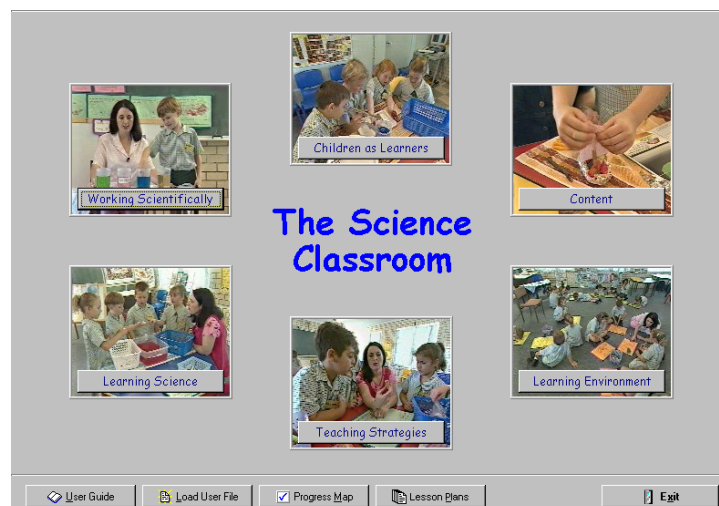 Children as Learners
Working Scientifically
Content
The Science
Classroom
Learning Science
Teaching Strategies
Learning Environment
User Guide
Load User File
Progress Map
Lesson Plans
Exit